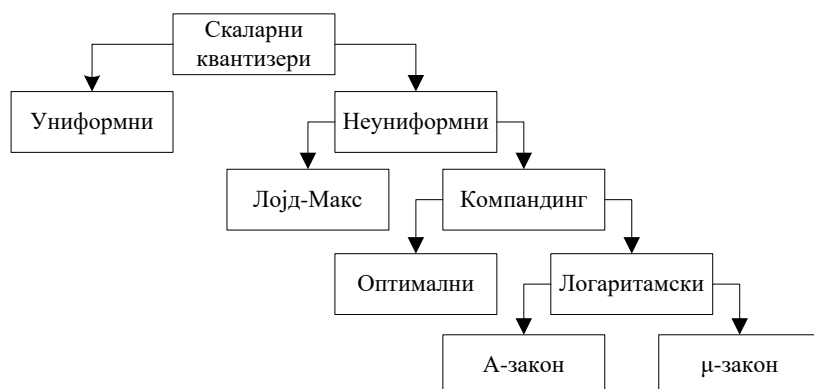 Скаларни
квантизери
Униформни
Неуниформни
Лојд-Макс
Компандинг
Оптимални
Логаритамски
А-закон
μ-закон